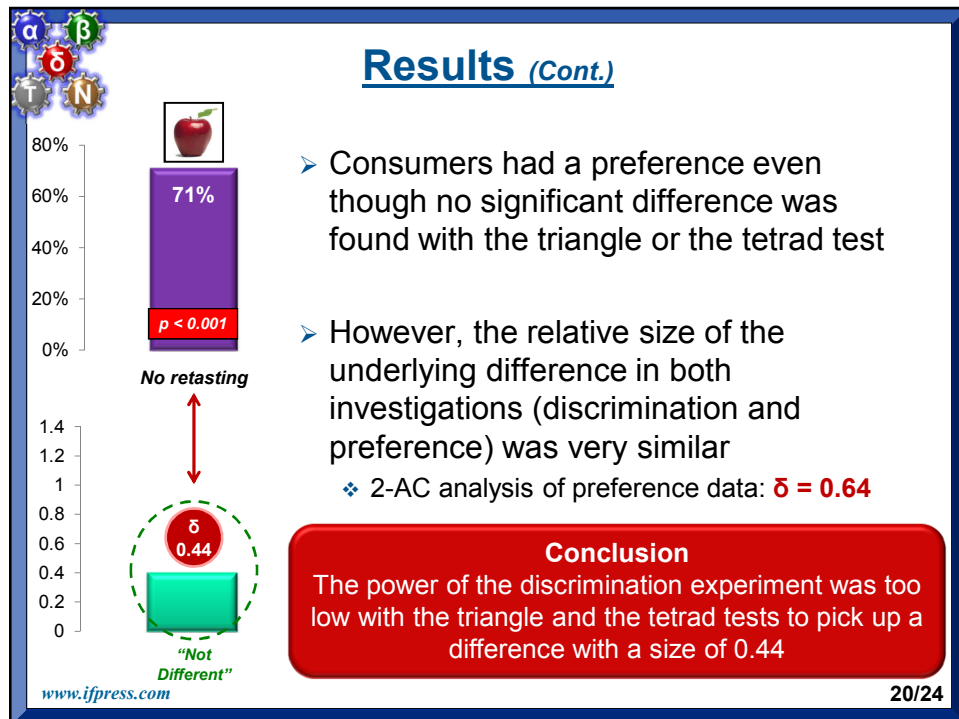 α β
δ
T N
Results (Cont.)
80%
60%
40%
20%
0%
71%
p < 0.001
No retasting
➢ Consumers had a preference even
though no significant difference was
found with the triangle or the tetrad test
➢ However, the relative size of the
underlying difference in both
investigations (discrimination and
preference) was very similar
❖ 2-AC analysis of preference data: δ = 0.64
1.4
1.2
1
0.8
0.6
0.4
0.2
0
δ
0.44
“Not
Different”
Conclusion
The power of the discrimination experiment was too
low with the triangle and the tetrad tests to pick up a
difference with a size of 0.44
www.ifpress.com
20/24